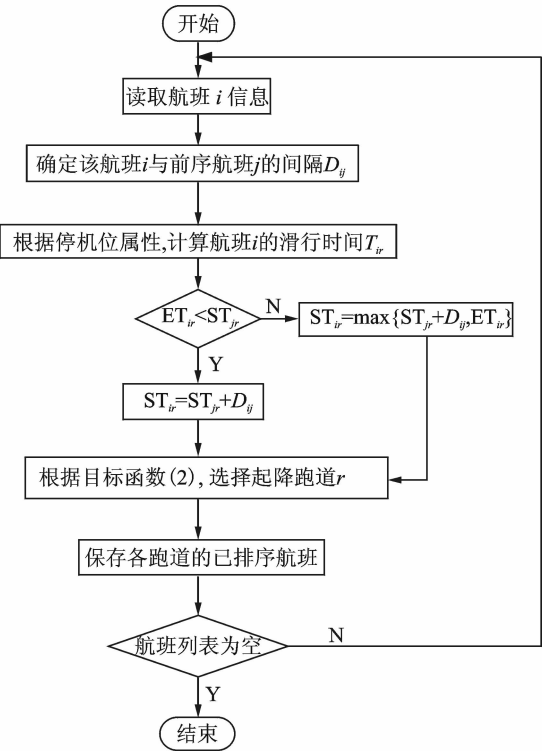 开始
读取航班 i 信息
确定该航班i与前序航班j的间隔Dij
根据停机位属性,计算航班i的滑行时间Tir
ETir<STjr
N
STir=max{STjr+Dij,ETir}
Y
STir=STjr+Dij
根据目标函数(2),选择起降跑道r
保存各跑道的已排序航班
航班列表为空
N
Y
结束